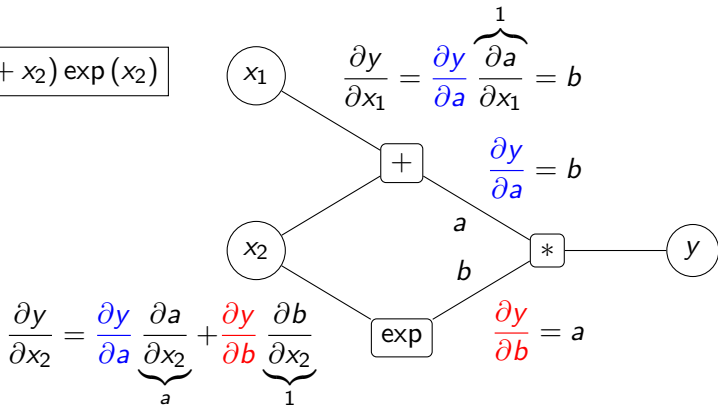 + x₂) exp (x₂)
x₁
∂y/∂x₁ = ∂y/∂a ∂a/∂x₁ = b
1
+
∂y/∂a = b
a
x₂
*
y
b
exp
∂y/∂b = a
∂y/∂x₂ = ∂y/∂a ∂a/∂x₂ + ∂y/∂b ∂b/∂x₂
a
1